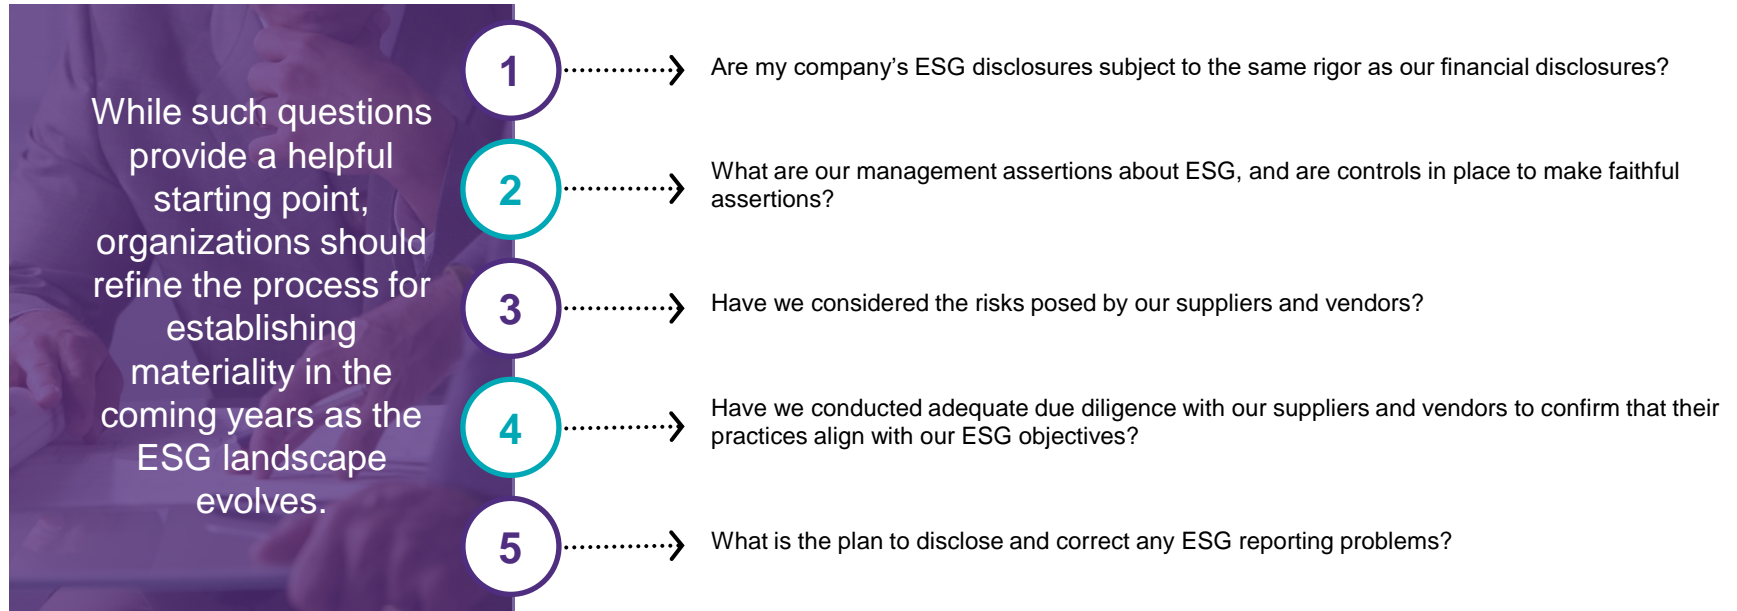 While such questions
provide a helpful
starting point,
organizations should
refine the process for
establishing
materiality in the
coming years as the
ESG landscape
evolves.
1
Are my company’s ESG disclosures subject to the same rigor as our financial disclosures?
2
What are our management assertions about ESG, and are controls in place to make faithful
assertions?
3
Have we considered the risks posed by our suppliers and vendors?
4
Have we conducted adequate due diligence with our suppliers and vendors to confirm that their
practices align with our ESG objectives?
5
What is the plan to disclose and correct any ESG reporting problems?